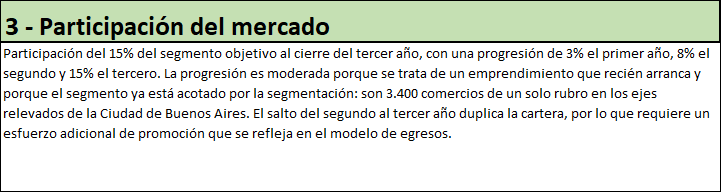 3 - Participación del mercado
Participación del 15% del segmento objetivo al cierre del tercer año, con una progresión de 3% el primer año, 8% el
segundo y 15% el tercero. La progresión es moderada porque se trata de un emprendimiento que recién arranca y
porque el segmento ya está acotado por la segmentación: son 3.400 comercios de un solo rubro en los ejes
relevados de la Ciudad de Buenos Aires. El salto del segundo al tercer año duplica la cartera, por lo que requiere un
esfuerzo adicional de promoción que se refleja en el modelo de egresos.